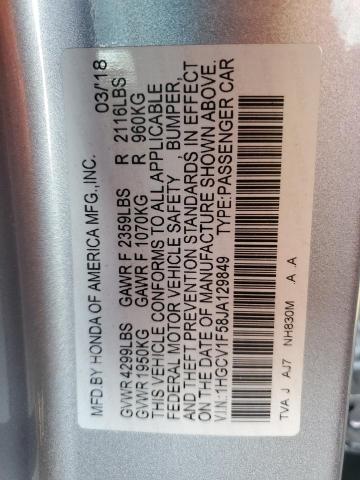 MFD.BY HONDA OF AMERICA MFG.,INC. 03/18
GVWR 4299LBS GAWR F 2359LBS R 2116LBS
GVWR 1950KG GAWR F 1070KG R 960KG
THIS VEHICLE CONFORMS TO ALL APPLICABLE
FEDERAL MOTOR VEHICLE SAFETY , BUMPER,
AND THEFT PREVENTION STANDARDS IN EFFECT
ON THE DATE OF MANUFACTURE SHOWN ABOVE.
V.I.N.:1HGCV1F58JA129849 TYPE:PASSENGER CAR
TVA J AJ7 NH830M A .A